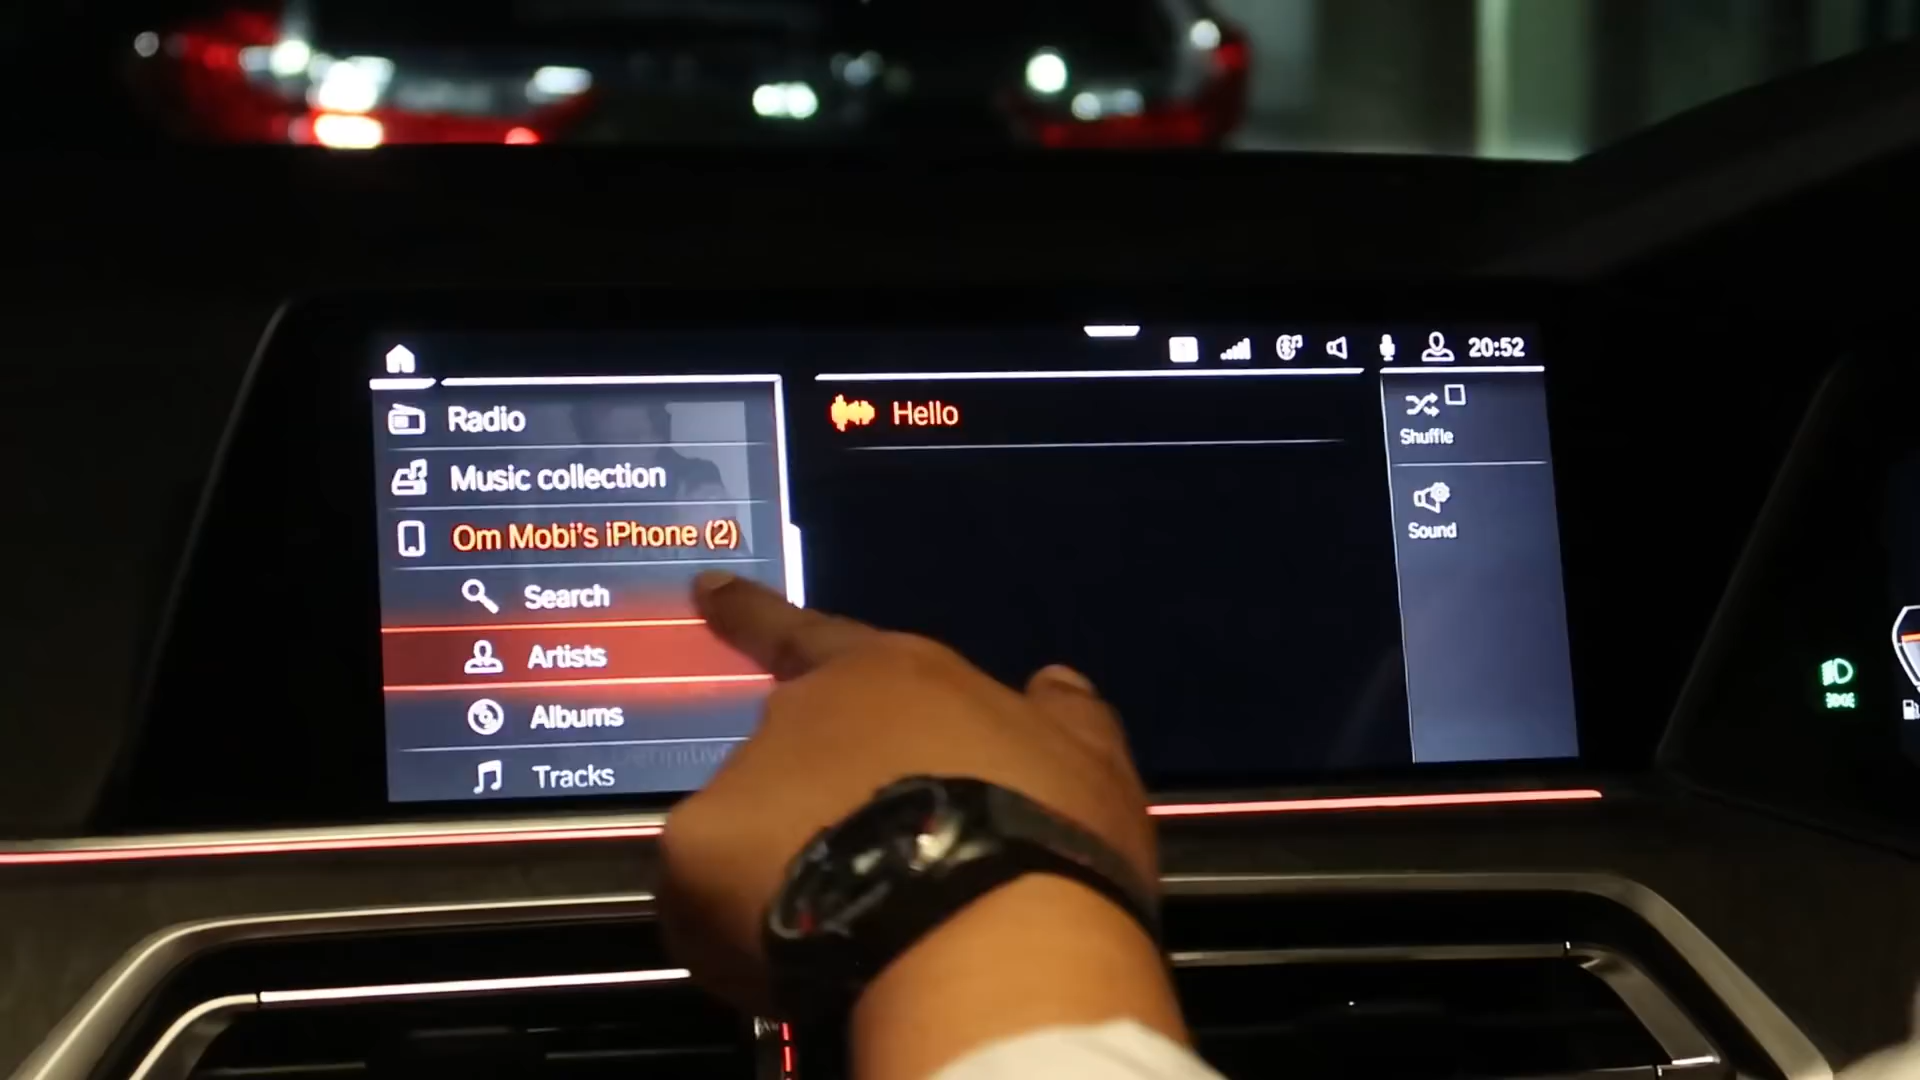 20:52
Radio
Music collection
Om Mobi's iPhone (2)
Search
Artists
Albums
Tracks
Hello
Shuffle
Sound